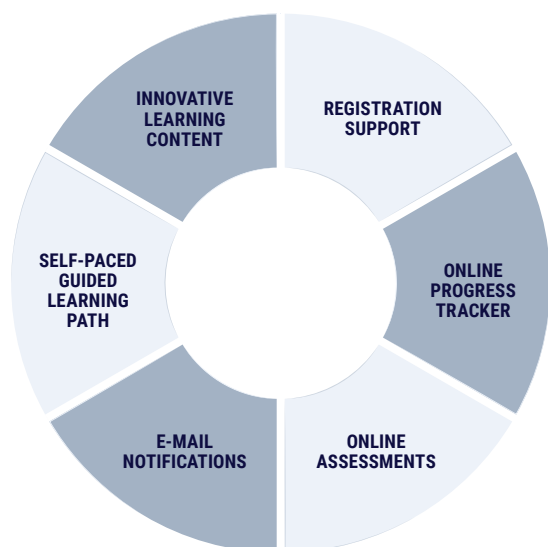 INNOVATIVE
LEARNING
CONTENT
REGISTRATION
SUPPORT
SELF-PACED
GUIDED
LEARNING
PATH
ONLINE
PROGRESS
TRACKER
E-MAIL
NOTIFICATIONS
ONLINE
ASSESSMENTS